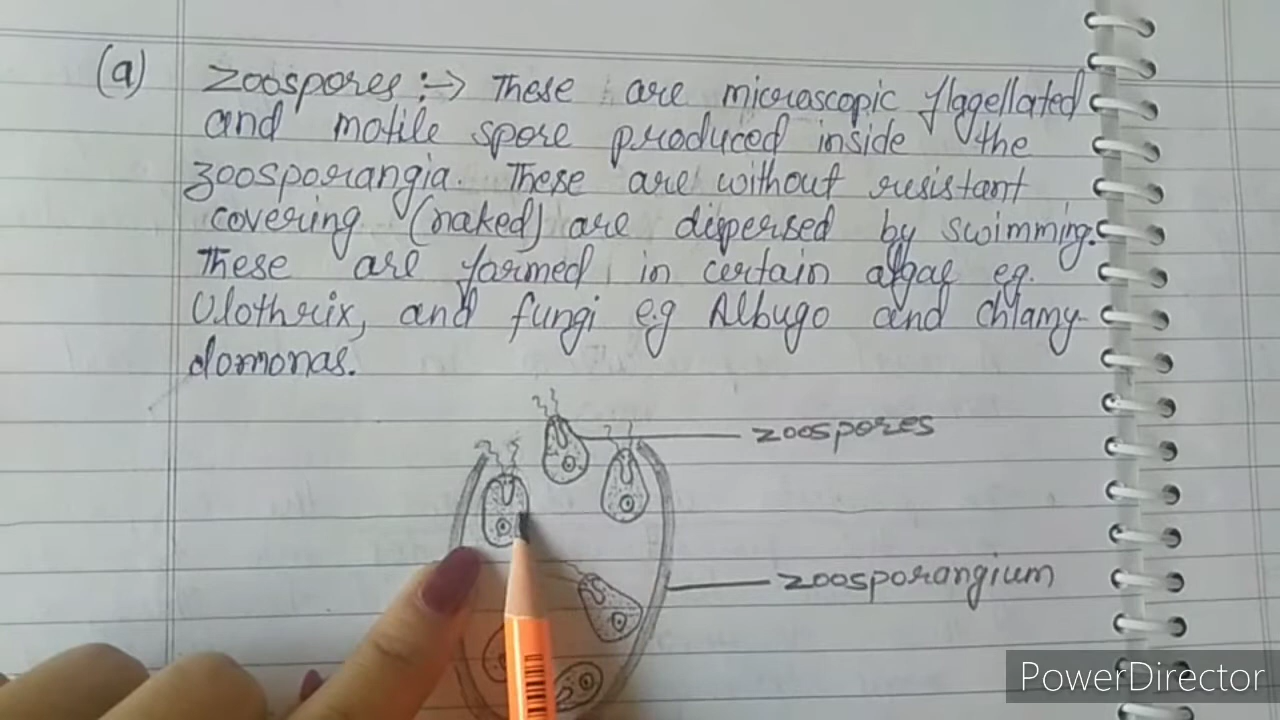 (a) Zoospores :→ These are microscopic flagellated
and motile spore produced inside the
zoosporangia. These are without resistant
covering (naked) are dispersed by swimming.
These are formed in certain algae eg.
Ulothrix, and fungi e.g Albugo and chlamy-
domonas.
zoospores
zoosporangium
PowerDirector